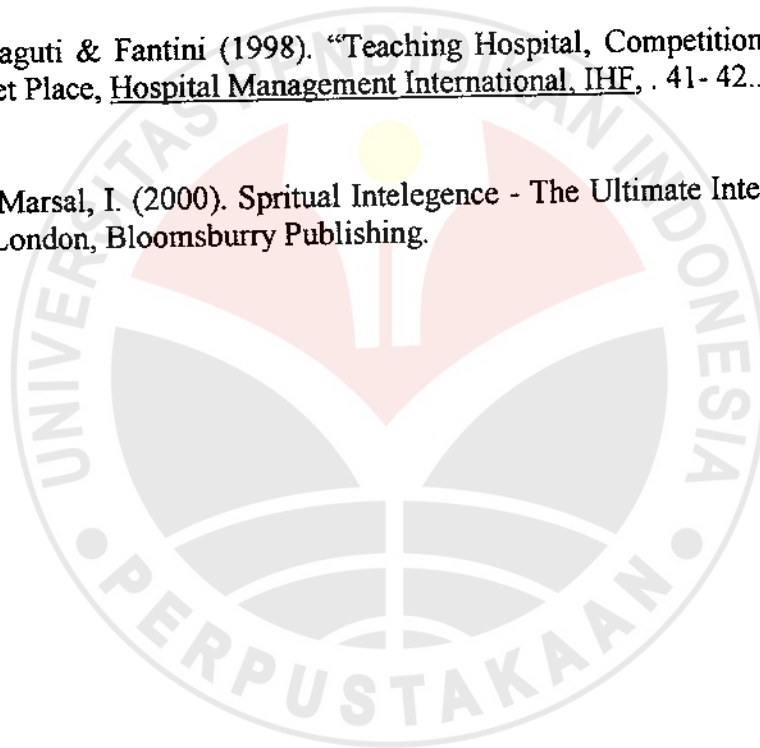 aguti & Fantini (1998). “Teaching Hospital, Competition
et Place, Hospital Management International, IHF, . 41- 42..
Marsal, I. (2000). Spritual Intelegence - The Ultimate Inte
London, Bloomsburry Publishing.
UNIVERSITAS PENDIDIKAN INDONESIA
PERPUSTAKAAN